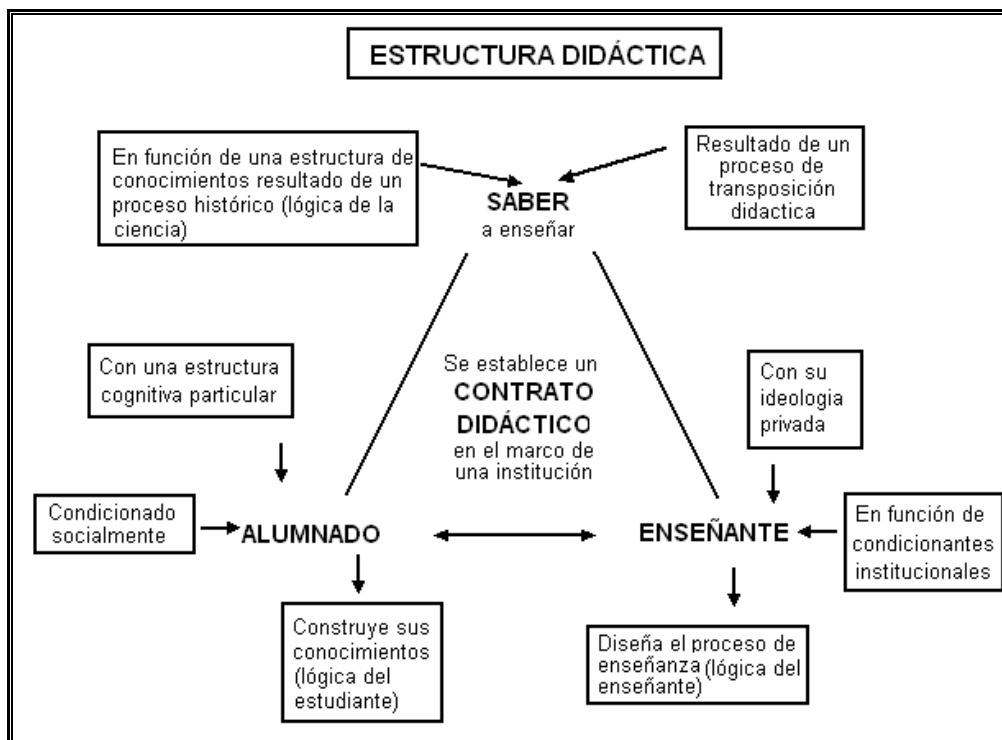 ESTRUCTURA DIDÁCTICA
En función de una estructura de
conocimientos resultado de un
proceso histórico (lógica de la
ciencia)
Resultado de un
proceso de
transposición
didactica
SABER
a enseñar
Con una estructura
cognitiva particular
Se establece un
CONTRATO
DIDÁCTICO
en el marco de
una institución
Con su
ideologia
privada
Condicionado
socialmente
ALUMNADO
ENSEÑANTE
En función de
condicionantes
institucionales
Construye sus
conocimientos
(lógica del
estudiante)
Diseña el proceso de
enseñanza (lógica del
enseñante)